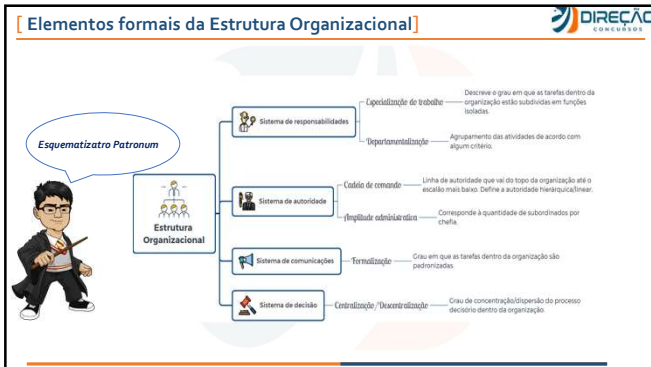 [ Elementos formais da Estrutura Organizacional]
DIREÇÃO
CONCURSOS
Esquematizatro Patronum
Estrutura
Organizacional
Sistema de responsabilidades
Especialização do trabalho
Descreve o grau em que as tarefas dentro da
organização estão subdividas em funções
isoladas.
Departamentalização
Agrupamento das atividades de acordo com
algum critério.
Sistema de autoridade
Cadeia de comando
Linha de autoridade que vai do topo da organização até o
escalão mais baixo. Define a autoridade hierárquica/linear.
Amplitude administrativa
Corresponde à quantidade de subordinados por
chefia.
Sistema de comunicações
Formalização
Grau em que as tarefas dentro da organização são
padronizadas.
Sistema de decisão
Centralização/Descentralização
Grau de concentração/dispersão do processo
decisório dentro da organização